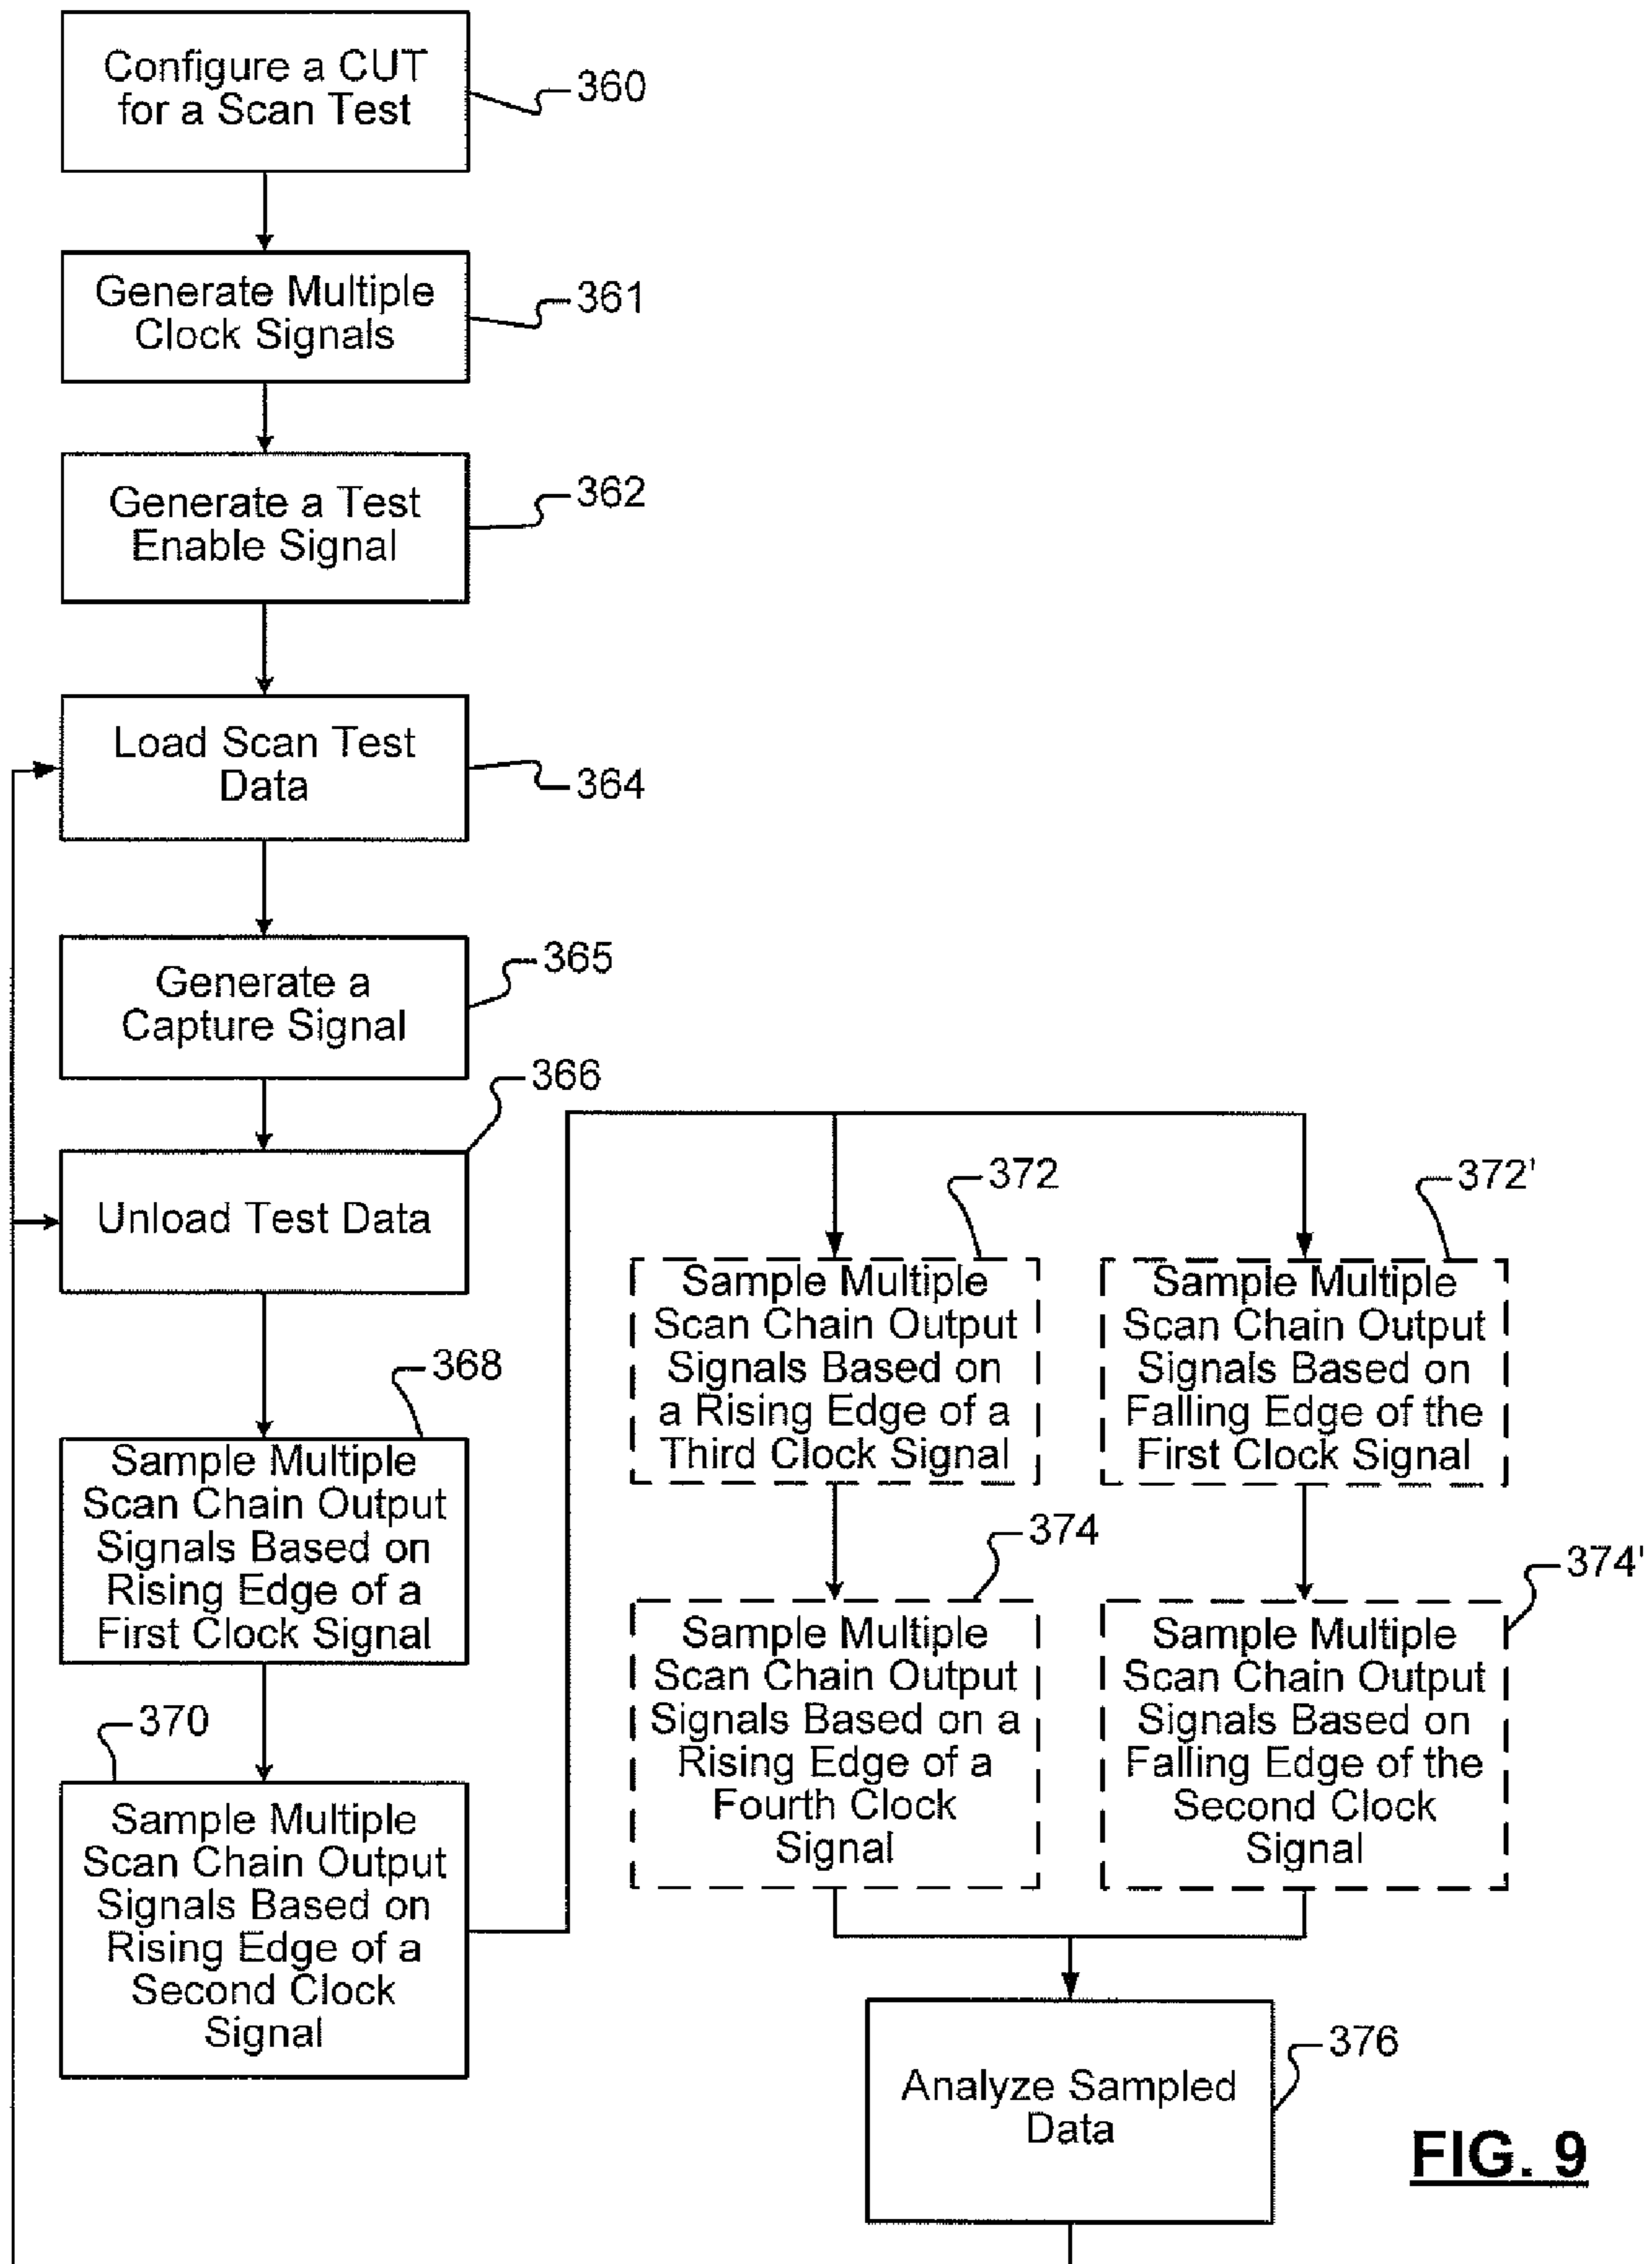 Configure a CUT
for a Scan Test
360
Generate Multiple
Clock Signals
361
Generate a Test
Enable Signal
362
Load Scan Test
Data
364
Generate a
Capture Signal
365
Unload Test Data
366
Sample Multiple
Scan Chain Output
Signals Based on
Rising Edge of a
First Clock Signal
368
Sample Multiple
Scan Chain Output
Signals Based on
Rising Edge of a
Second Clock
Signal
370
Sample Multiple
Scan Chain Output
Signals Based on
a Rising Edge of a
Third Clock Signal
372
Sample Multiple
Scan Chain Output
Signals Based on
Falling Edge of the
First Clock Signal
372'
Sample Multiple
Scan Chain Output
Signals Based on a
Rising Edge of a
Fourth Clock
Signal
374
Sample Multiple
Scan Chain Output
Signals Based on
Falling Edge of the
Second Clock
Signal
374'
Analyze Sampled
Data
376
FIG. 9